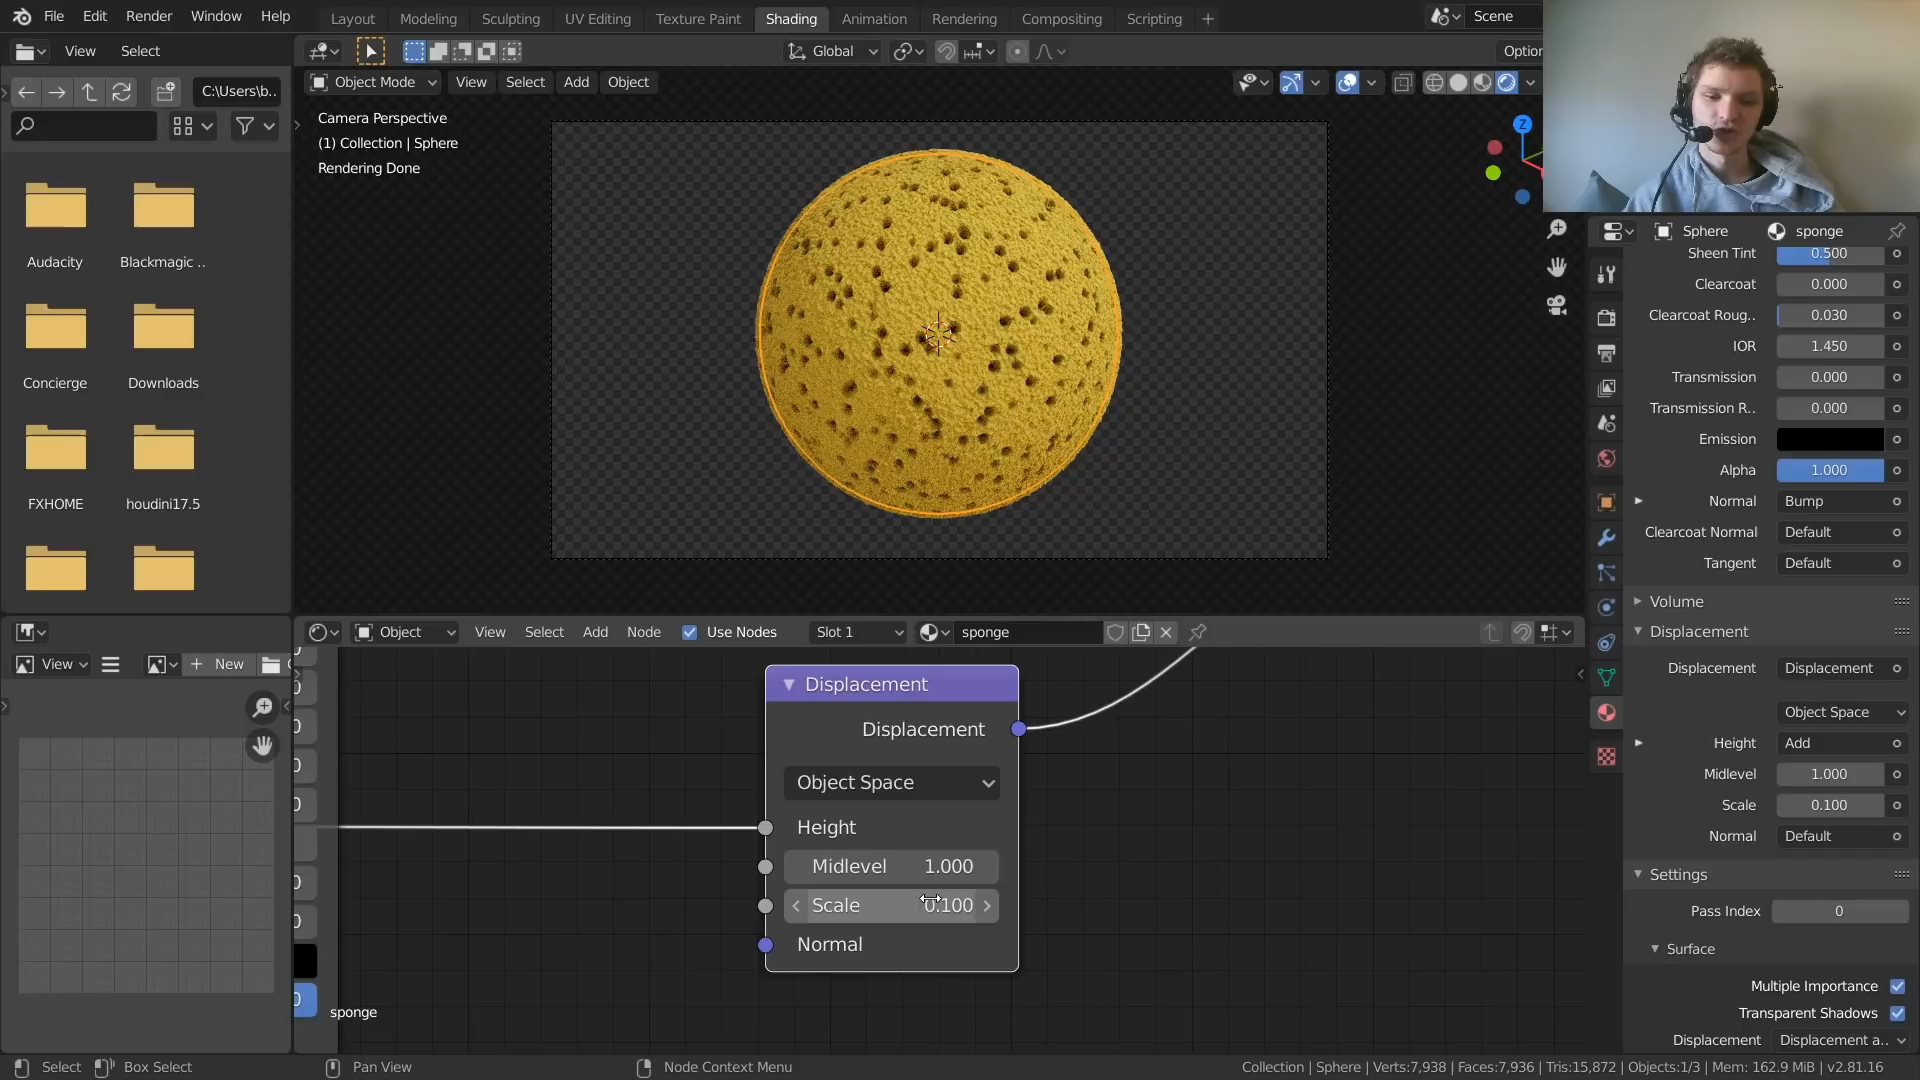 File Edit Render Window Help
Layout Modeling Sculpting UV Editing Texture Paint Shading Animation Rendering Compositing Scripting +
Scene
View Select
Global
C:\Users\b..
Object Mode View Select Add Object
Camera Perspective
(1) Collection | Sphere
Rendering Done
Z
Audacity Blackmagic ..
Concierge Downloads
FXHOME houdini17.5
Sphere sponge
Sheen Tint 0.500
Clearcoat 0.000
Clearcoat Roug.. 0.030
IOR 1.450
Transmission 0.000
Transmission R.. 0.000
Emission
Alpha 1.000
Normal Bump
Clearcoat Normal Default
Tangent Default
Volume
Displacement
Displacement Displacement
Object Space
Height Add
Midlevel 1.000
Scale 0.100
Normal Default
Settings
Pass Index 0
Surface
Multiple Importance
Transparent Shadows
Displacement Displacement a..
Object View Select Add Node Use Nodes Slot 1 sponge
View + New
Displacement
Displacement
Object Space
Height
Midlevel 1.000
Scale 0.100
Normal
sponge
Select Box Select Pan View Node Context Menu
Collection | Sphere | Verts:7,938 | Faces:7,936 | Tris:15,872 | Objects:1/3 | Mem: 162.9 MiB | v2.81.16